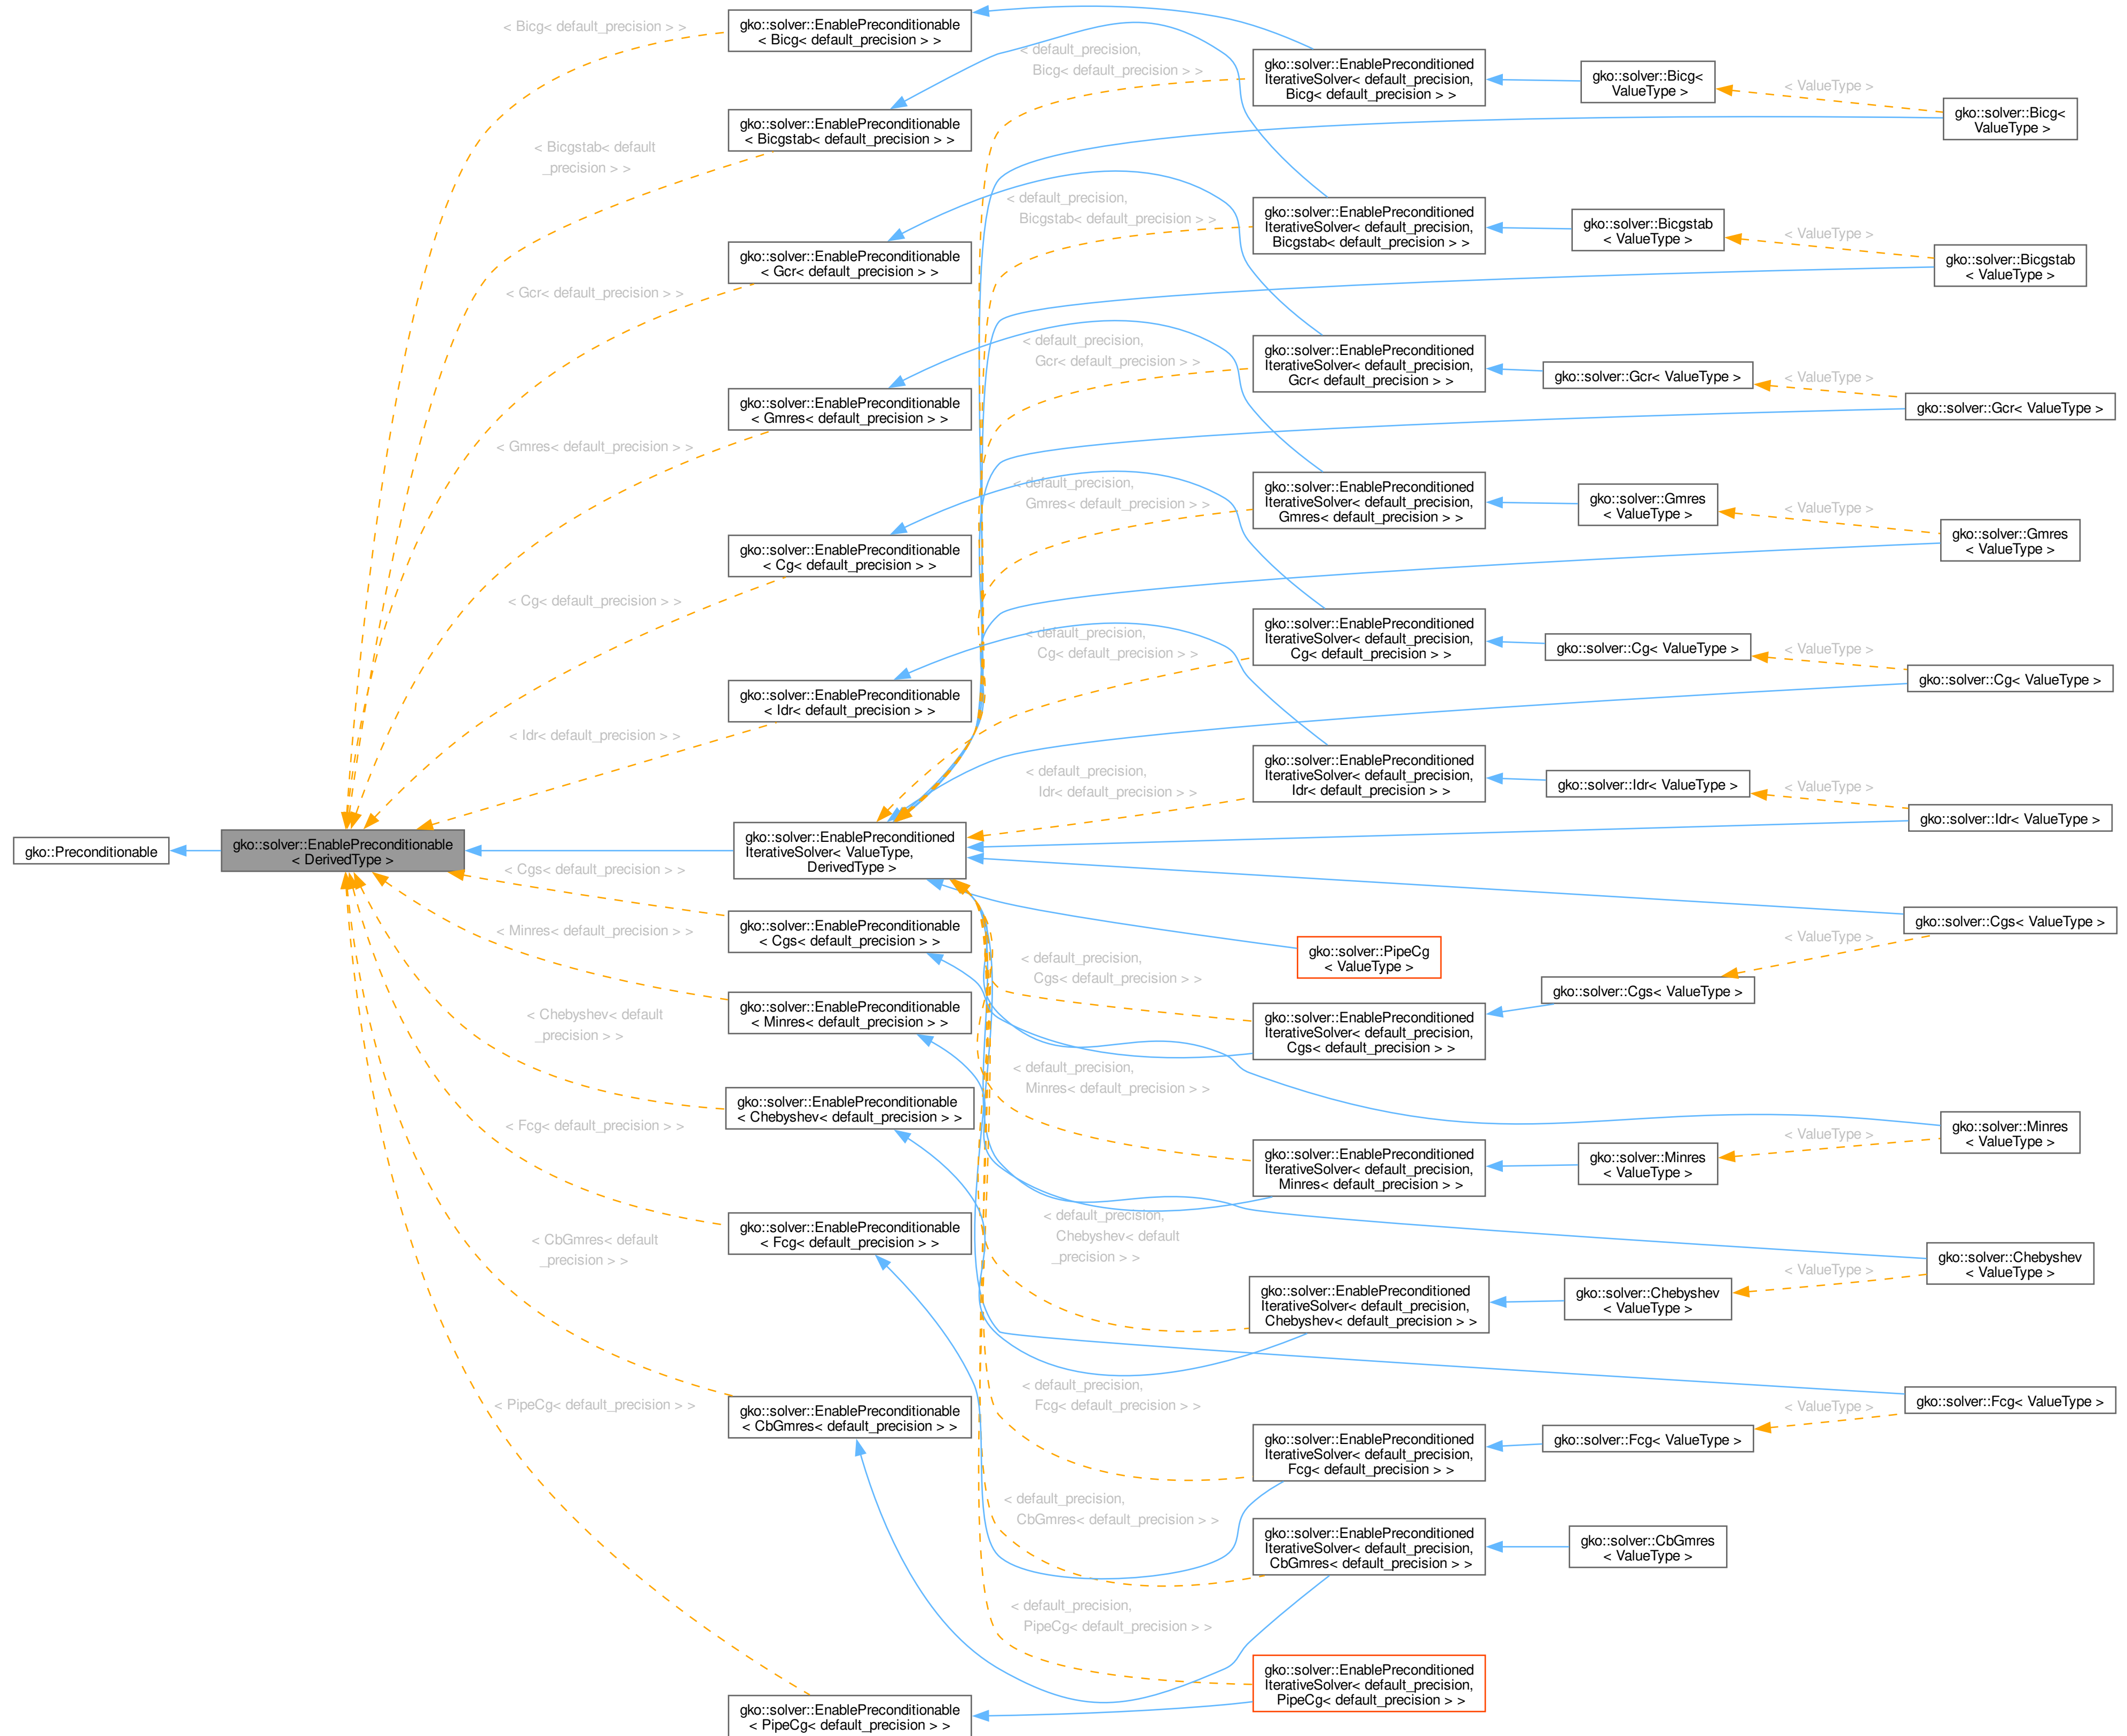 gko::Preconditionable
gko::solver::EnablePreconditionable
< DerivedType >
< Bicg< default_precision > >
< Bicgstab< default
_precision > >
< Gcr< default_precision > >
< Gmres< default_precision > >
< Cg< default_precision > >
< Idr< default_precision > >
< Cgs< default_precision > >
< Minres< default_precision > >
< Chebyshev< default
_precision > >
< Fcg< default_precision > >
< CbGmres< default
_precision > >
< PipeCg< default_precision > >
gko::solver::EnablePreconditionable
< Bicg< default_precision > >
gko::solver::EnablePreconditionable
< Bicgstab< default_precision > >
gko::solver::EnablePreconditionable
< Gcr< default_precision > >
gko::solver::EnablePreconditionable
< Gmres< default_precision > >
gko::solver::EnablePreconditionable
< Cg< default_precision > >
gko::solver::EnablePreconditionable
< Idr< default_precision > >
gko::solver::EnablePreconditioned
IterativeSolver< ValueType,
DerivedType >
gko::solver::EnablePreconditionable
< Cgs< default_precision > >
gko::solver::EnablePreconditionable
< Minres< default_precision > >
gko::solver::EnablePreconditionable
< Chebyshev< default_precision > >
gko::solver::EnablePreconditionable
< Fcg< default_precision > >
gko::solver::EnablePreconditionable
< CbGmres< default_precision > >
gko::solver::EnablePreconditionable
< PipeCg< default_precision > >
< default_precision,
Bicg< default_precision > >
< default_precision,
Bicgstab< default_precision > >
< default_precision,
Gcr< default_precision > >
< default_precision,
Gmres< default_precision > >
< default_precision,
Cg< default_precision > >
< default_precision,
Idr< default_precision > >
< default_precision,
Cgs< default_precision > >
< default_precision,
Minres< default_precision > >
< default_precision,
Chebyshev< default
_precision > >
< default_precision,
Fcg< default_precision > >
< default_precision,
CbGmres< default_precision > >
< default_precision,
PipeCg< default_precision > >
gko::solver::EnablePreconditioned
IterativeSolver< default_precision,
Bicg< default_precision > >
gko::solver::EnablePreconditioned
IterativeSolver< default_precision,
Bicgstab< default_precision > >
gko::solver::EnablePreconditioned
IterativeSolver< default_precision,
Gcr< default_precision > >
gko::solver::EnablePreconditioned
IterativeSolver< default_precision,
Gmres< default_precision > >
gko::solver::EnablePreconditioned
IterativeSolver< default_precision,
Cg< default_precision > >
gko::solver::EnablePreconditioned
IterativeSolver< default_precision,
Idr< default_precision > >
gko::solver::PipeCg
< ValueType >
gko::solver::EnablePreconditioned
IterativeSolver< default_precision,
Cgs< default_precision > >
gko::solver::EnablePreconditioned
IterativeSolver< default_precision,
Minres< default_precision > >
gko::solver::EnablePreconditioned
IterativeSolver< default_precision,
Chebyshev< default_precision > >
gko::solver::EnablePreconditioned
IterativeSolver< default_precision,
Fcg< default_precision > >
gko::solver::EnablePreconditioned
IterativeSolver< default_precision,
CbGmres< default_precision > >
gko::solver::EnablePreconditioned
IterativeSolver< default_precision,
PipeCg< default_precision > >
gko::solver::Bicg<
ValueType >
gko::solver::Bicgstab
< ValueType >
gko::solver::Gcr< ValueType >
gko::solver::Gmres
< ValueType >
gko::solver::Cg< ValueType >
gko::solver::Idr< ValueType >
gko::solver::Cgs< ValueType >
gko::solver::Minres
< ValueType >
gko::solver::Chebyshev
< ValueType >
gko::solver::Fcg< ValueType >
gko::solver::CbGmres
< ValueType >
< ValueType >
< ValueType >
< ValueType >
< ValueType >
< ValueType >
< ValueType >
< ValueType >
< ValueType >
< ValueType >
< ValueType >
gko::solver::Bicg<
ValueType >
gko::solver::Bicgstab
< ValueType >
gko::solver::Gcr< ValueType >
gko::solver::Gmres
< ValueType >
gko::solver::Cg< ValueType >
gko::solver::Idr< ValueType >
gko::solver::Cgs< ValueType >
gko::solver::Minres
< ValueType >
gko::solver::Chebyshev
< ValueType >
gko::solver::Fcg< ValueType >